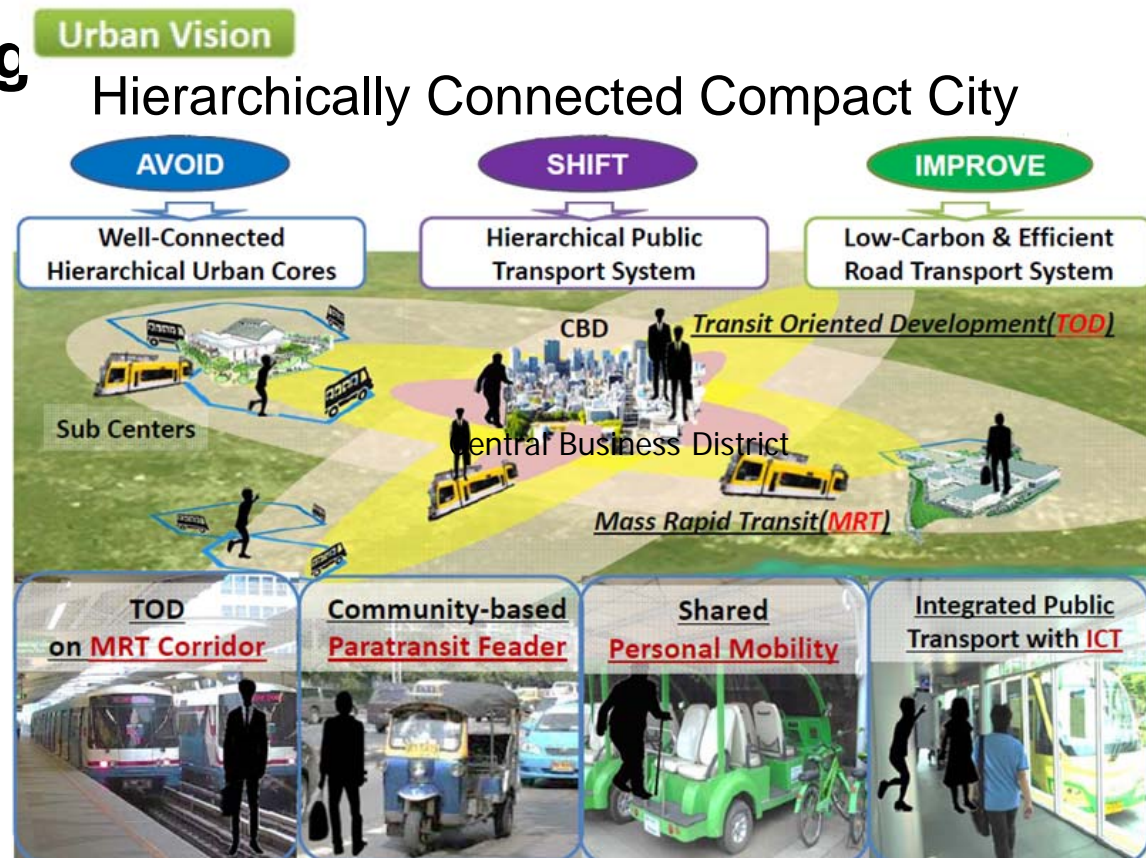 g
Urban Vision
Hierarchically Connected Compact City
AVOID
SHIFT
IMPROVE
Well-Connected
Hierarchical Urban Cores
Hierarchical Public
Transport System
Low-Carbon & Efficient
Road Transport System
CBD
Transit Oriented Development(TOD)
Sub Centers
Central Business District
Mass Rapid Transit(MRT)
TOD
on MRT Corridor
Community-based
Paratransit Feader
Shared
Personal Mobility
Integrated Public
Transport with ICT